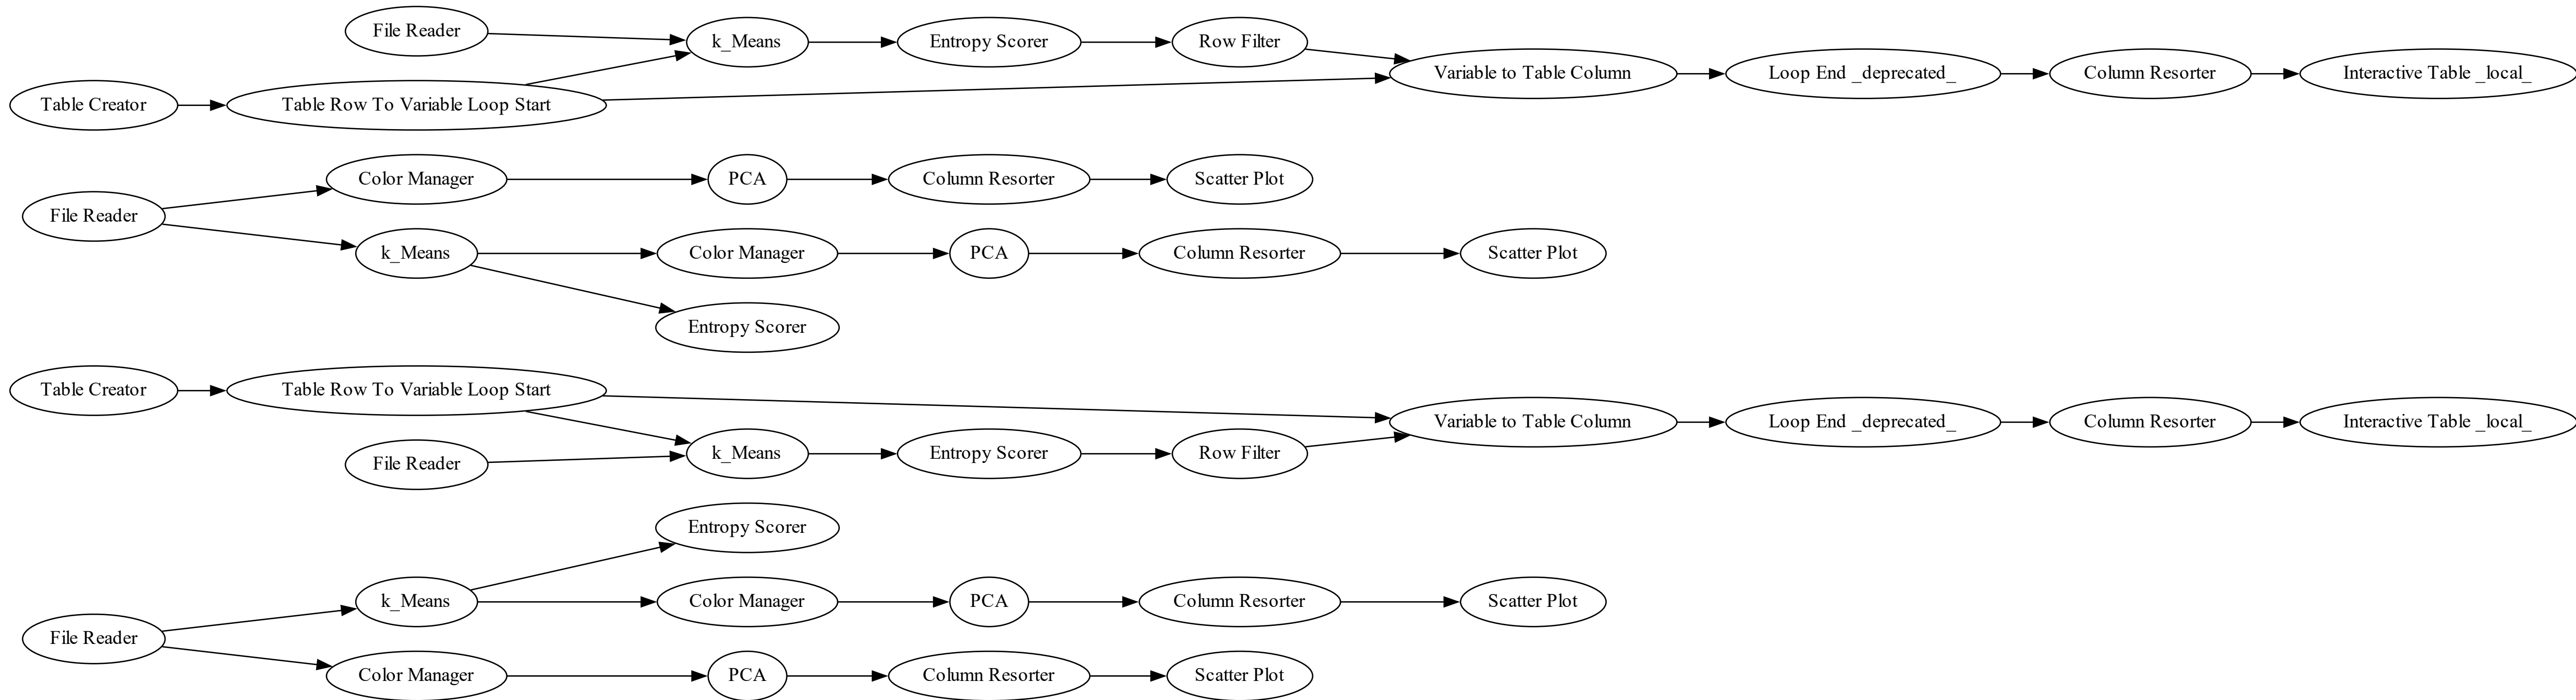 File Reader
k_Means
Entropy Scorer
Row Filter
Table Creator
Table Row To Variable Loop Start
Variable to Table Column
Loop End _deprecated_
Column Resorter
Interactive Table _local_
File Reader
Color Manager
PCA
Column Resorter
Scatter Plot
k_Means
Color Manager
PCA
Column Resorter
Scatter Plot
Entropy Scorer
Table Creator
Table Row To Variable Loop Start
Variable to Table Column
Loop End _deprecated_
Column Resorter
Interactive Table _local_
File Reader
k_Means
Entropy Scorer
Row Filter
Entropy Scorer
k_Means
Color Manager
PCA
Column Resorter
Scatter Plot
File Reader
Color Manager
PCA
Column Resorter
Scatter Plot